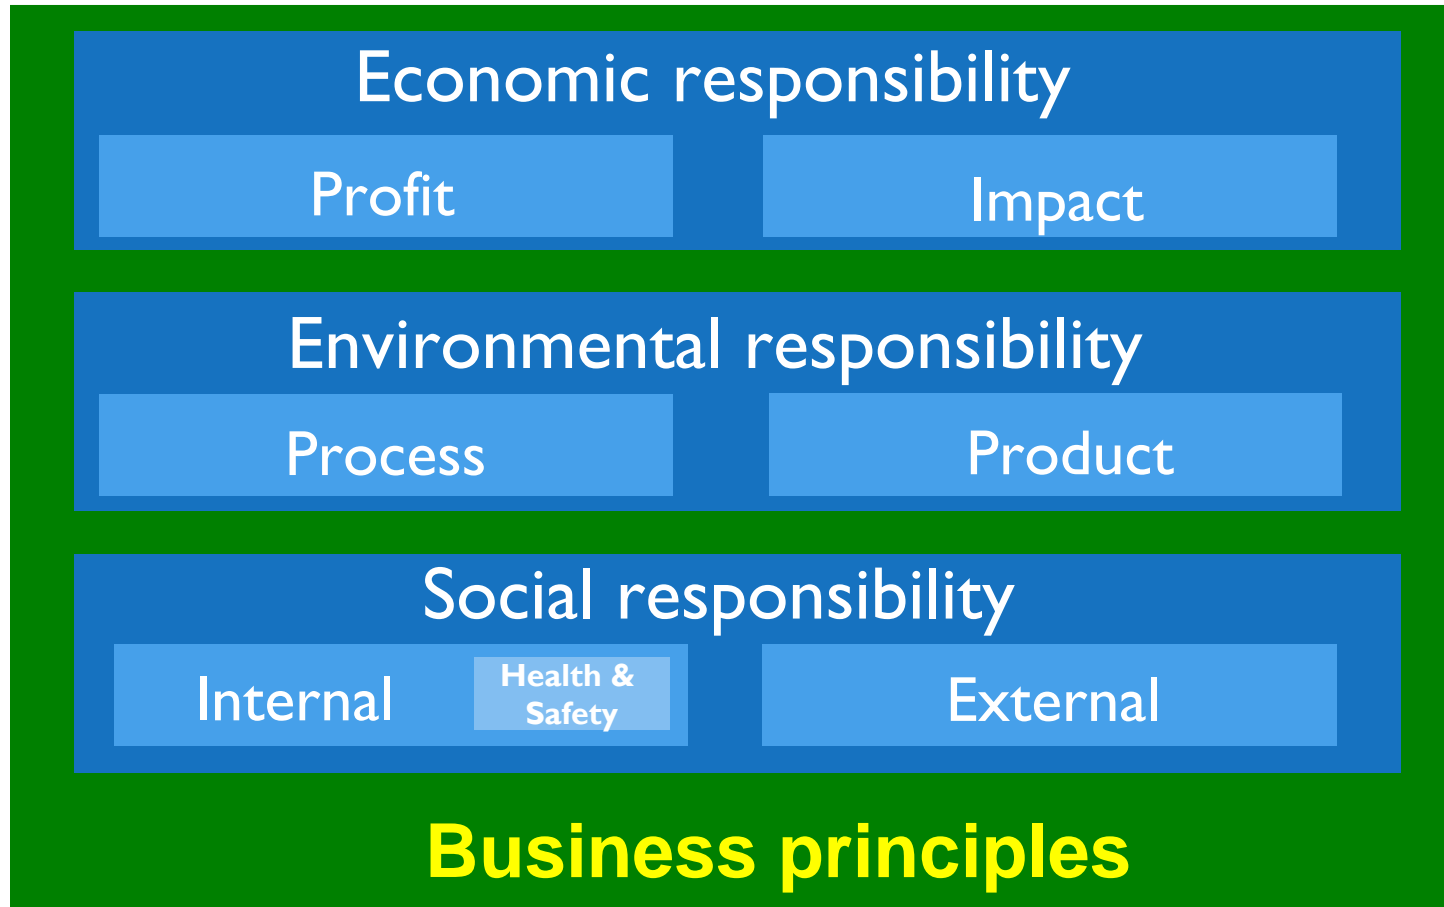 Economic responsibility
Profit
Impact
Environmental responsibility
Process
Product
Social responsibility
Internal
Health &
Safety
External
Business principles